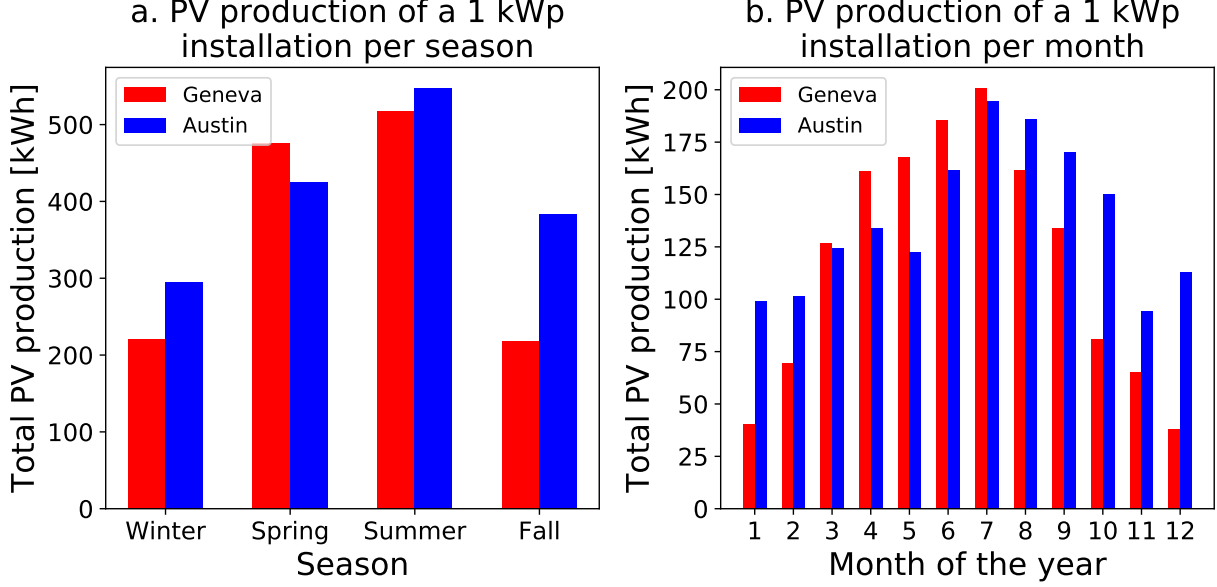 a. PV production of a 1 kWp
installation per season
Total PV production [kWh]
500
400
300
200
100
0
Geneva
Austin
Winter Spring Summer Fall
Season
b. PV production of a 1 kWp
installation per month
Total PV production [kWh]
200
175
150
125
100
75
50
25
0
Geneva
Austin
1 2 3 4 5 6 7 8 9 10 11 12
Month of the year